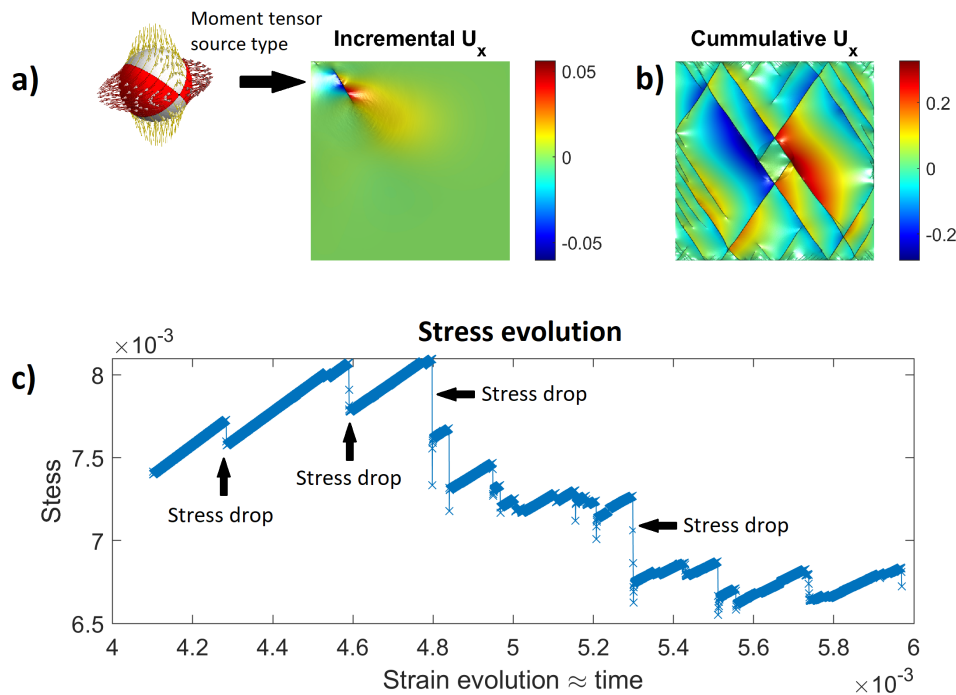 Moment tensor
source type
Incremental Ux
Cummulative Ux
a)
b)
0.05
0
-0.05
0.2
0
-0.2
Stress evolution
c)
×10-3
8
7.5
7
6.5
Stess
Stress drop
Stress drop
Stress drop
Stress drop
4
4.2
4.4
4.6
4.8
5
5.2
5.4
5.6
5.8
6
Strain evolution ≈ time
×10-3